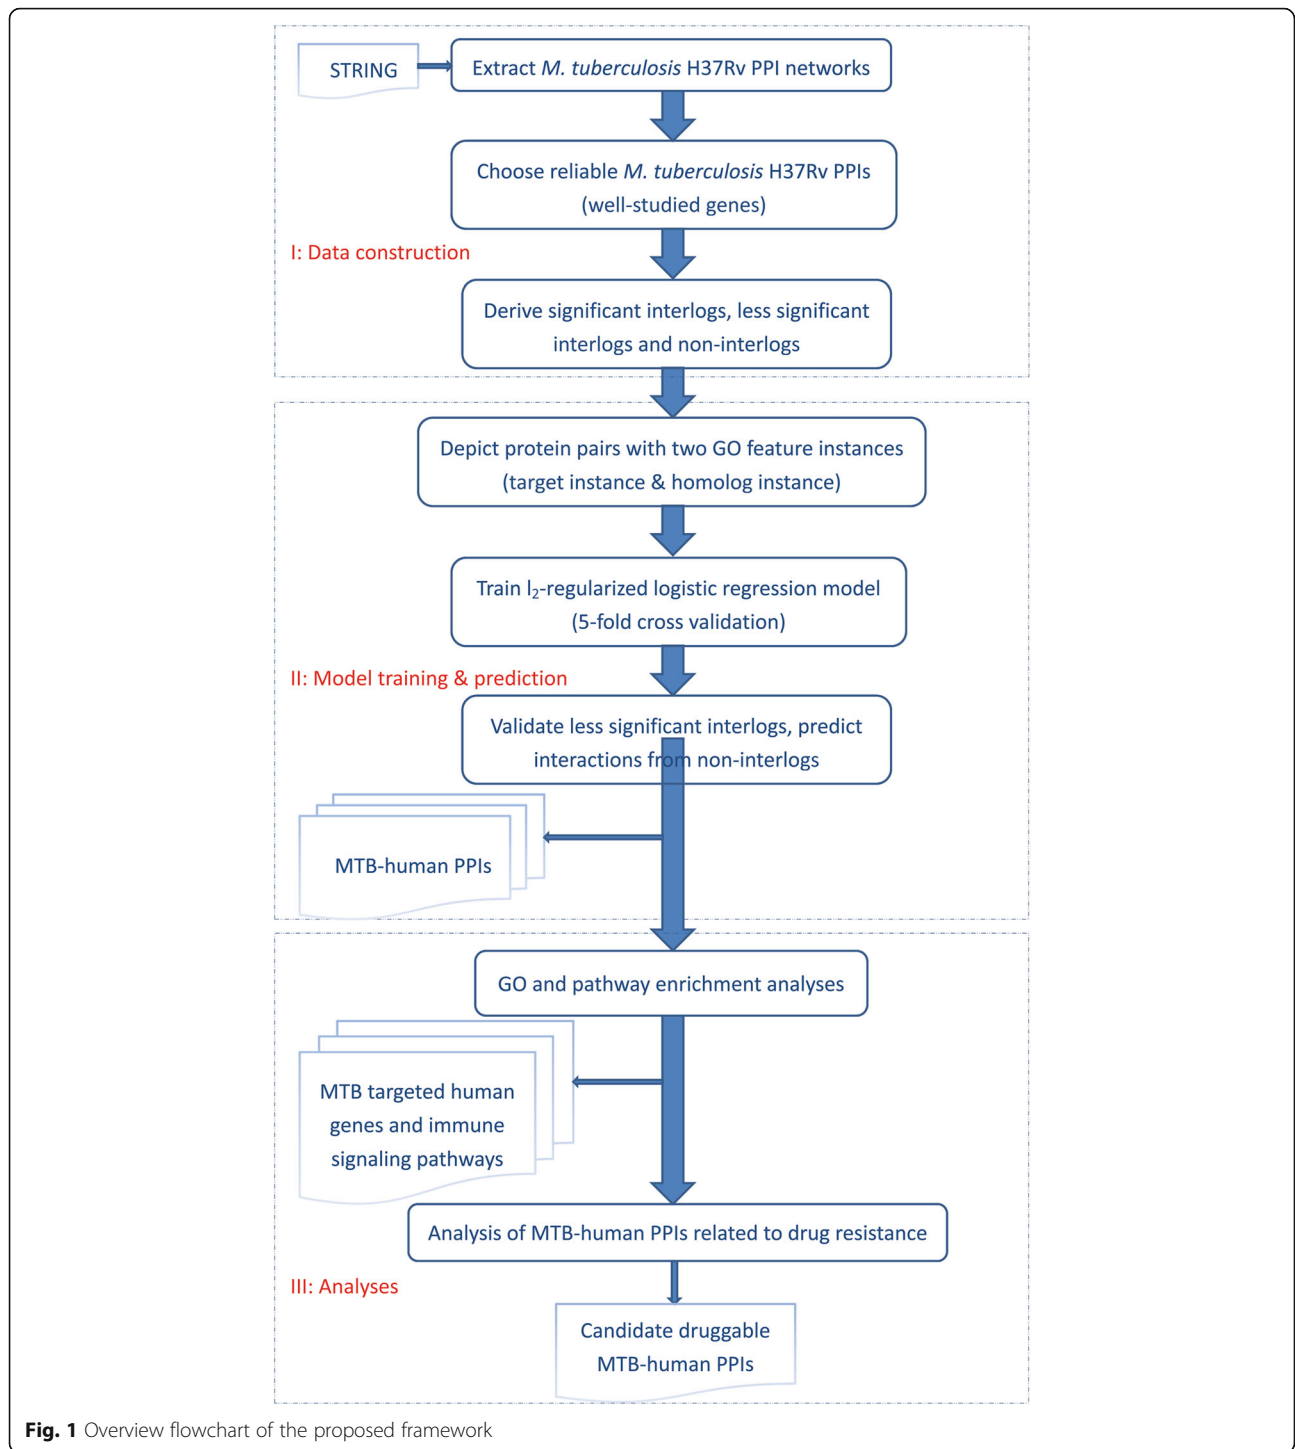 STRING
Extract M. tuberculosis H37Rv PPI networks
Choose reliable M. tuberculosis H37Rv PPIs
(well-studied genes)
I: Data construction
Derive significant interlogs, less significant
interlogs and non-interlogs
Depict protein pairs with two GO feature instances
(target instance & homolog instance)
Train l₂-regularized logistic regression model
(5-fold cross validation)
II: Model training & prediction
Validate less significant interlogs, predict
interactions from non-interlogs
MTB-human PPIs
GO and pathway enrichment analyses
MTB targeted human
genes and immune
signaling pathways
Analysis of MTB-human PPIs related to drug resistance
III: Analyses
Candidate druggable
MTB-human PPIs
Fig. 1 Overview flowchart of the proposed framework